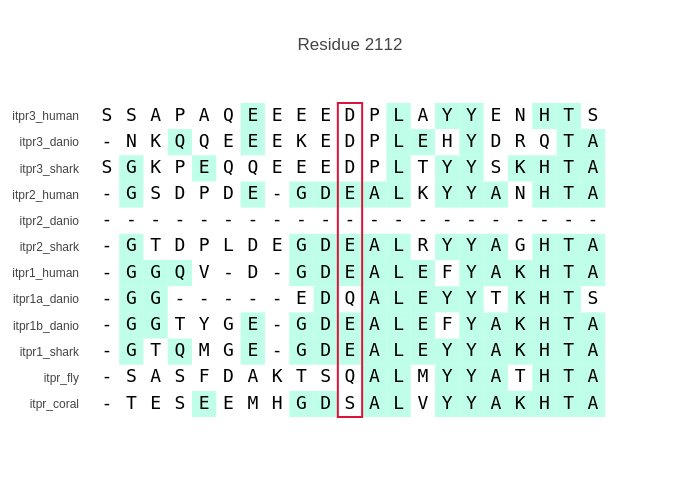 Residue 2112
itpr3_human S S A P A Q E E E E D P L A Y Y E N H T S
itpr3_danio - N K Q Q E E E K E D P L E H Y D R Q T A
itpr3_shark S G K P E Q Q E E E D P L T Y Y S K H T A
itpr2_human - G S D P D E - G D E A L K Y Y A N H T A
itpr2_danio - - - - - - - - - - - - - - - - - - - - -
itpr2_shark - G T D P L D E G D E A L R Y Y A G H T A
itpr1_human - G G Q V - D - G D E A L E F Y A K H T A
itpr1a_danio - G G - - - - - E D Q A L E Y Y T K H T S
itpr1b_danio - G G T Y G E - G D E A L E F Y A K H T A
itpr1_shark - G T Q M G E - G D E A L E Y Y A K H T A
itpr_fly - S A S F D A K T S Q A L M Y Y A T H T A
itpr_coral - T E S E E M H G D S A L V Y Y A K H T A